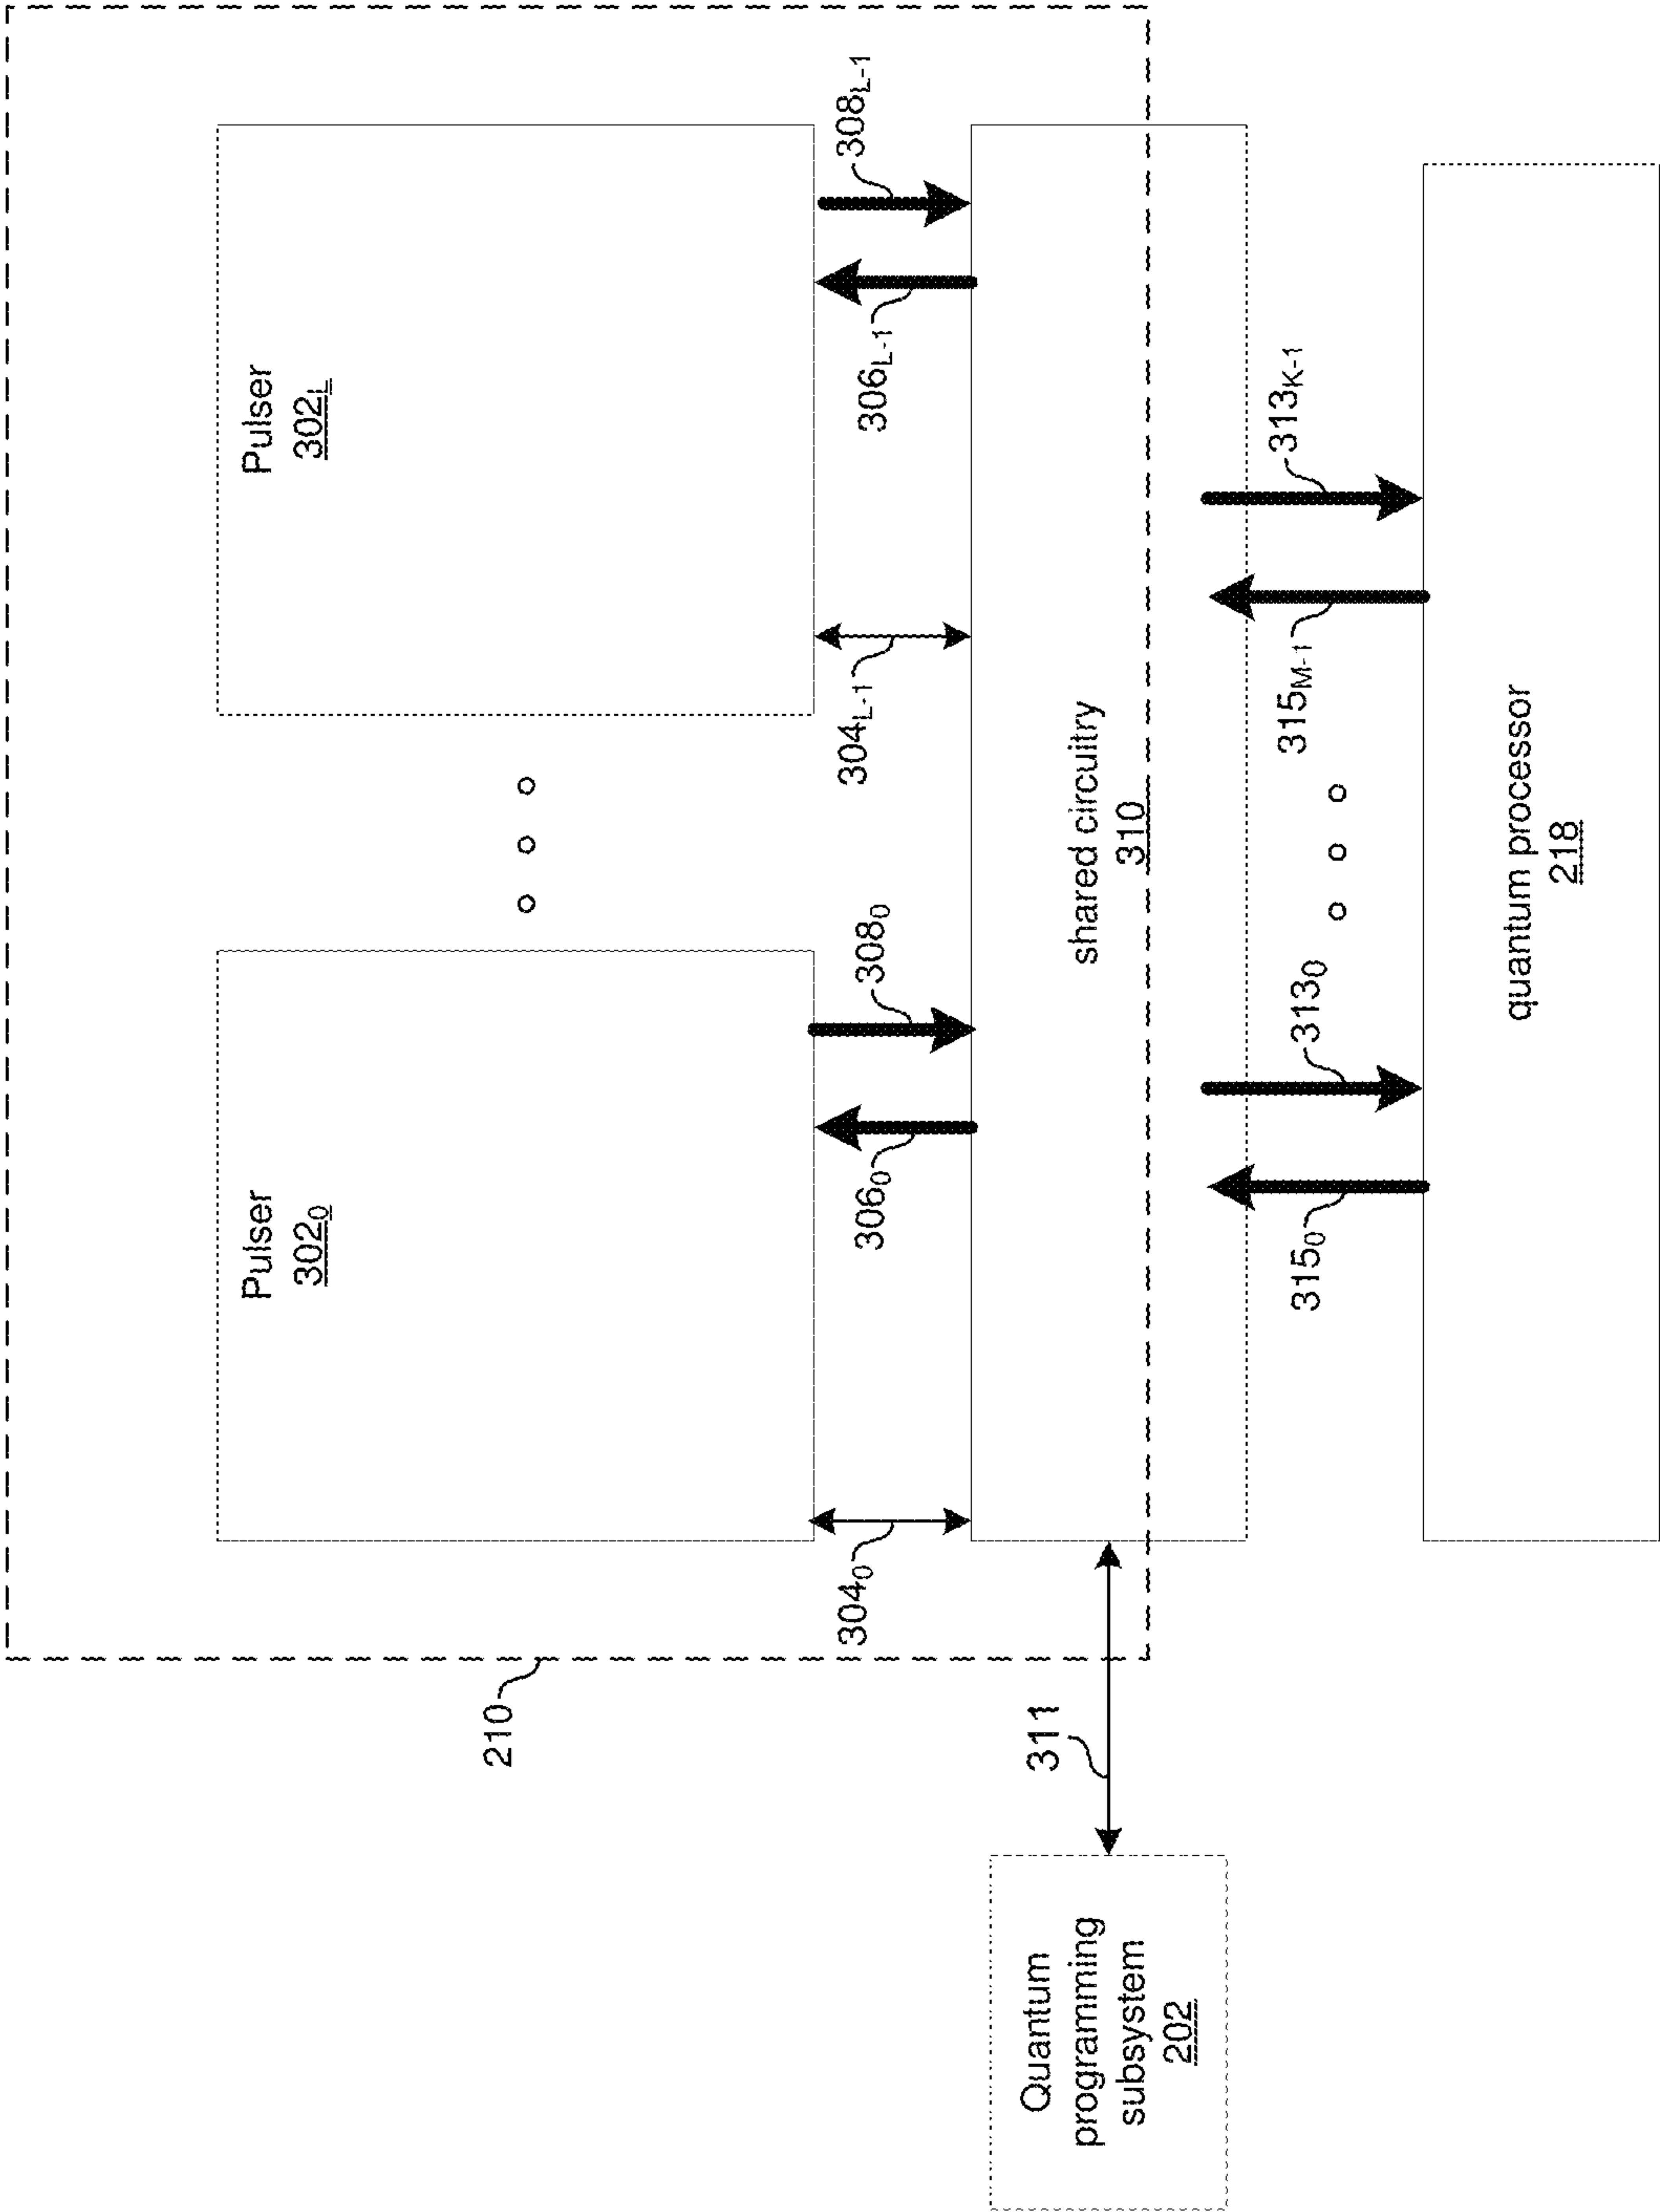 Pulser
302₀
Pulser
302L
210
304₀
306₀
308₀
304L-1
306L-1
308L-1
Quantum
programming
subsystem
202
311
shared circuitry
310
315₀
313₀
315M-1
313K-1
quantum processor
218